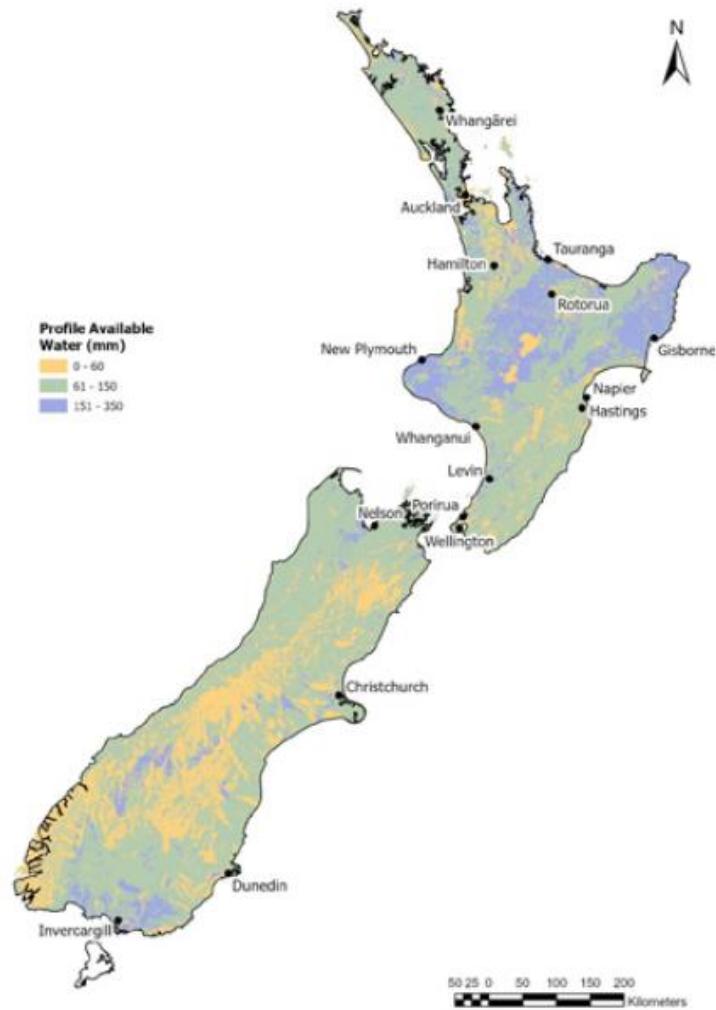 N
Whangārei
Auckland
Tauranga
Hamilton
Rotorua
Profile Available
Water (mm)
0 - 60
61 - 150
151 - 350
New Plymouth
Gisborne
Napier
Hastings
Whanganui
Levin
Porirua
Nelson
Wellington
Christchurch
Dunedin
Invercargill
50 25 0 50 100 150 200
Kilometers